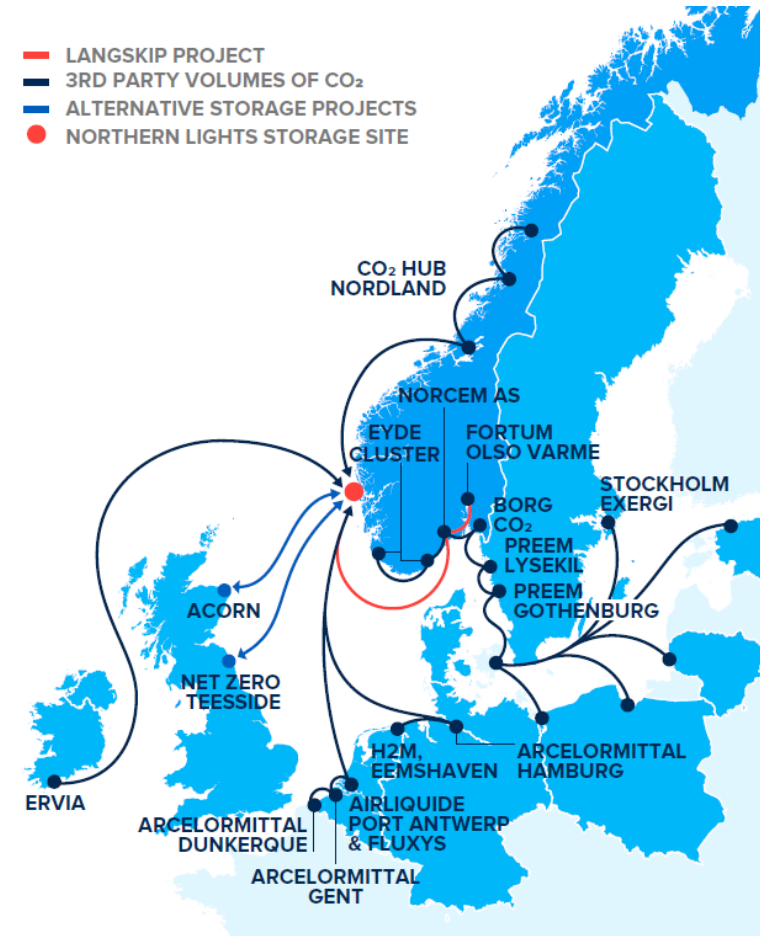 LANGSKIP PROJECT
3RD PARTY VOLUMES OF CO₂
ALTERNATIVE STORAGE PROJECTS
NORTHERN LIGHTS STORAGE SITE
CO₂ HUB
NORDLAND
NORCEM AS
EYDE
CLUSTER
FORTUM
OLSO VARME
STOCKHOLM
EXERGI
BORG
CO₂
PREEM
LYSEKIL
PREEM
GOTHENBURG
ACORN
NET ZERO
TEESSIDE
ERVIA
H2M,
EEMSHAVEN
ARCELORMITTAL
HAMBURG
AIRLIQUIDE
PORT ANTWERP
& FLUXYS
ARCELORMITTAL
DUNKERQUE
ARCELORMITTAL
GENT